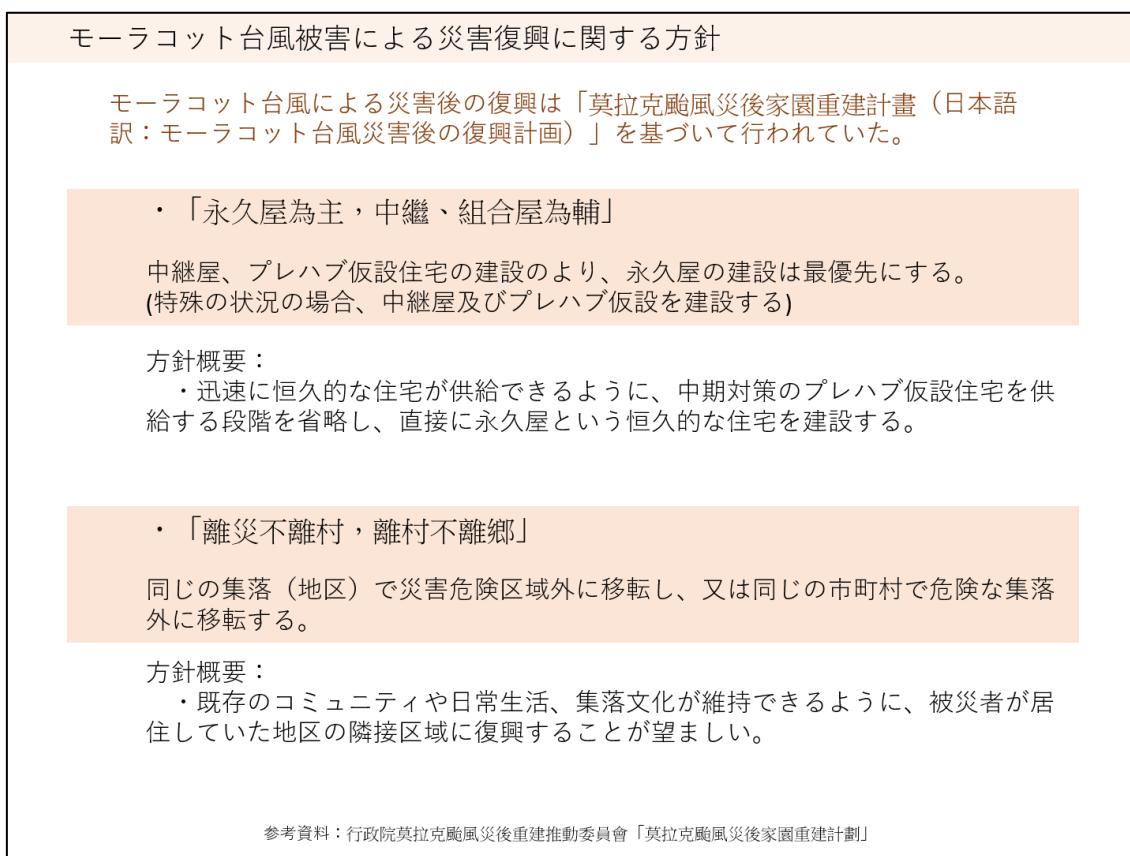 モーラコット台風被害による災害復興に関する方針
モーラコット台風による災害後の復興は「莫拉克颱風災後家園重建計畫（日本語
訳：モーラコット台風災害後の復興計画）」を基づいて行われていた。
・「永久屋為主，中繼、組合屋為輔」
中継屋、プレハブ仮設住宅の建設のより、永久屋の建設は最優先にする。
(特殊の状況の場合、中継屋及びプレハブ仮設を建設する)
方針概要：
・迅速に恒久的な住宅が供給できるように、中期対策のプレハブ仮設住宅を供
給する段階を省略し、直接に永久屋という恒久的な住宅を建設する。
・「離災不離村，離村不離鄉」
同じの集落（地区）で災害危険区域外に移転し、又は同じの市町村で危険な集落
外に移転する。
方針概要：
・既存のコミュニティや日常生活、集落文化が維持できるように、被災者が居
住していた地区の隣接区域に復興することが望ましい。
参考資料：行政院莫拉克颱風災後重建推動委員會「莫拉克颱風災後家園重建計劃」